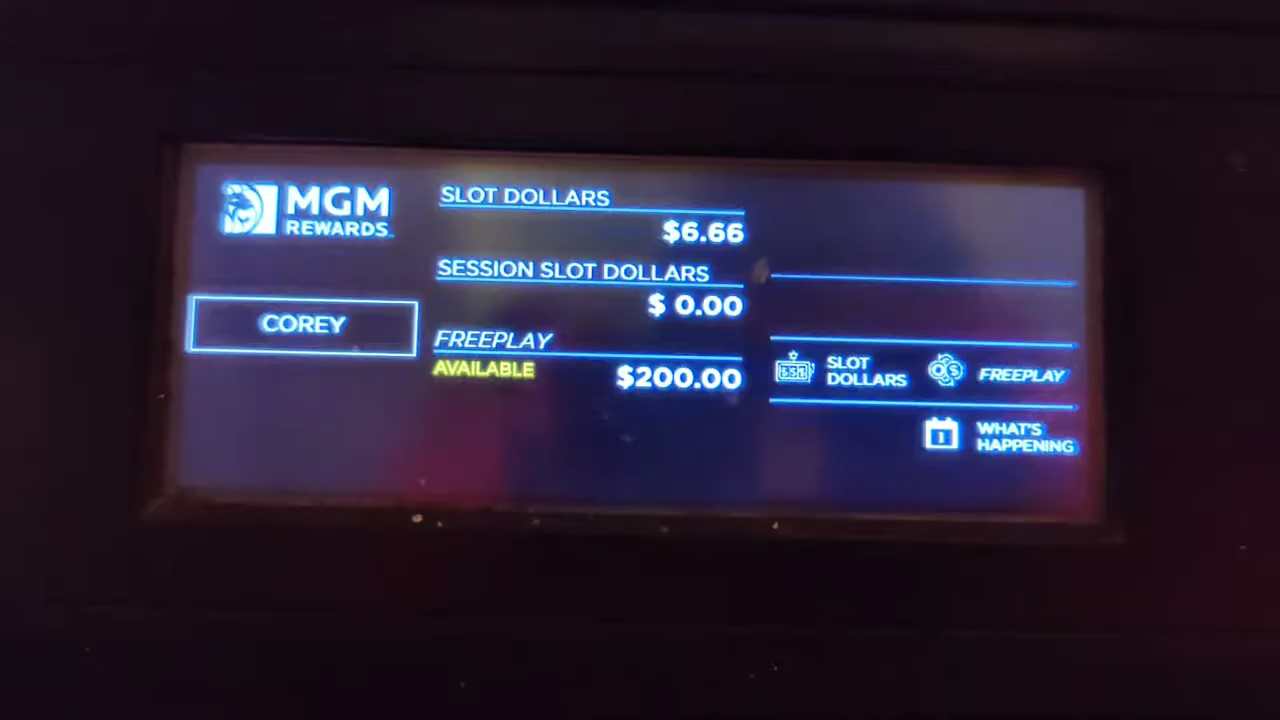 MGM
REWARDS
COREY
SLOT DOLLARS
$6.66
SESSION SLOT DOLLARS
$ 0.00
FREEPLAY
AVAILABLE
$200.00
SLOT
DOLLARS
FREEPLAY
WHAT'S
HAPPENING